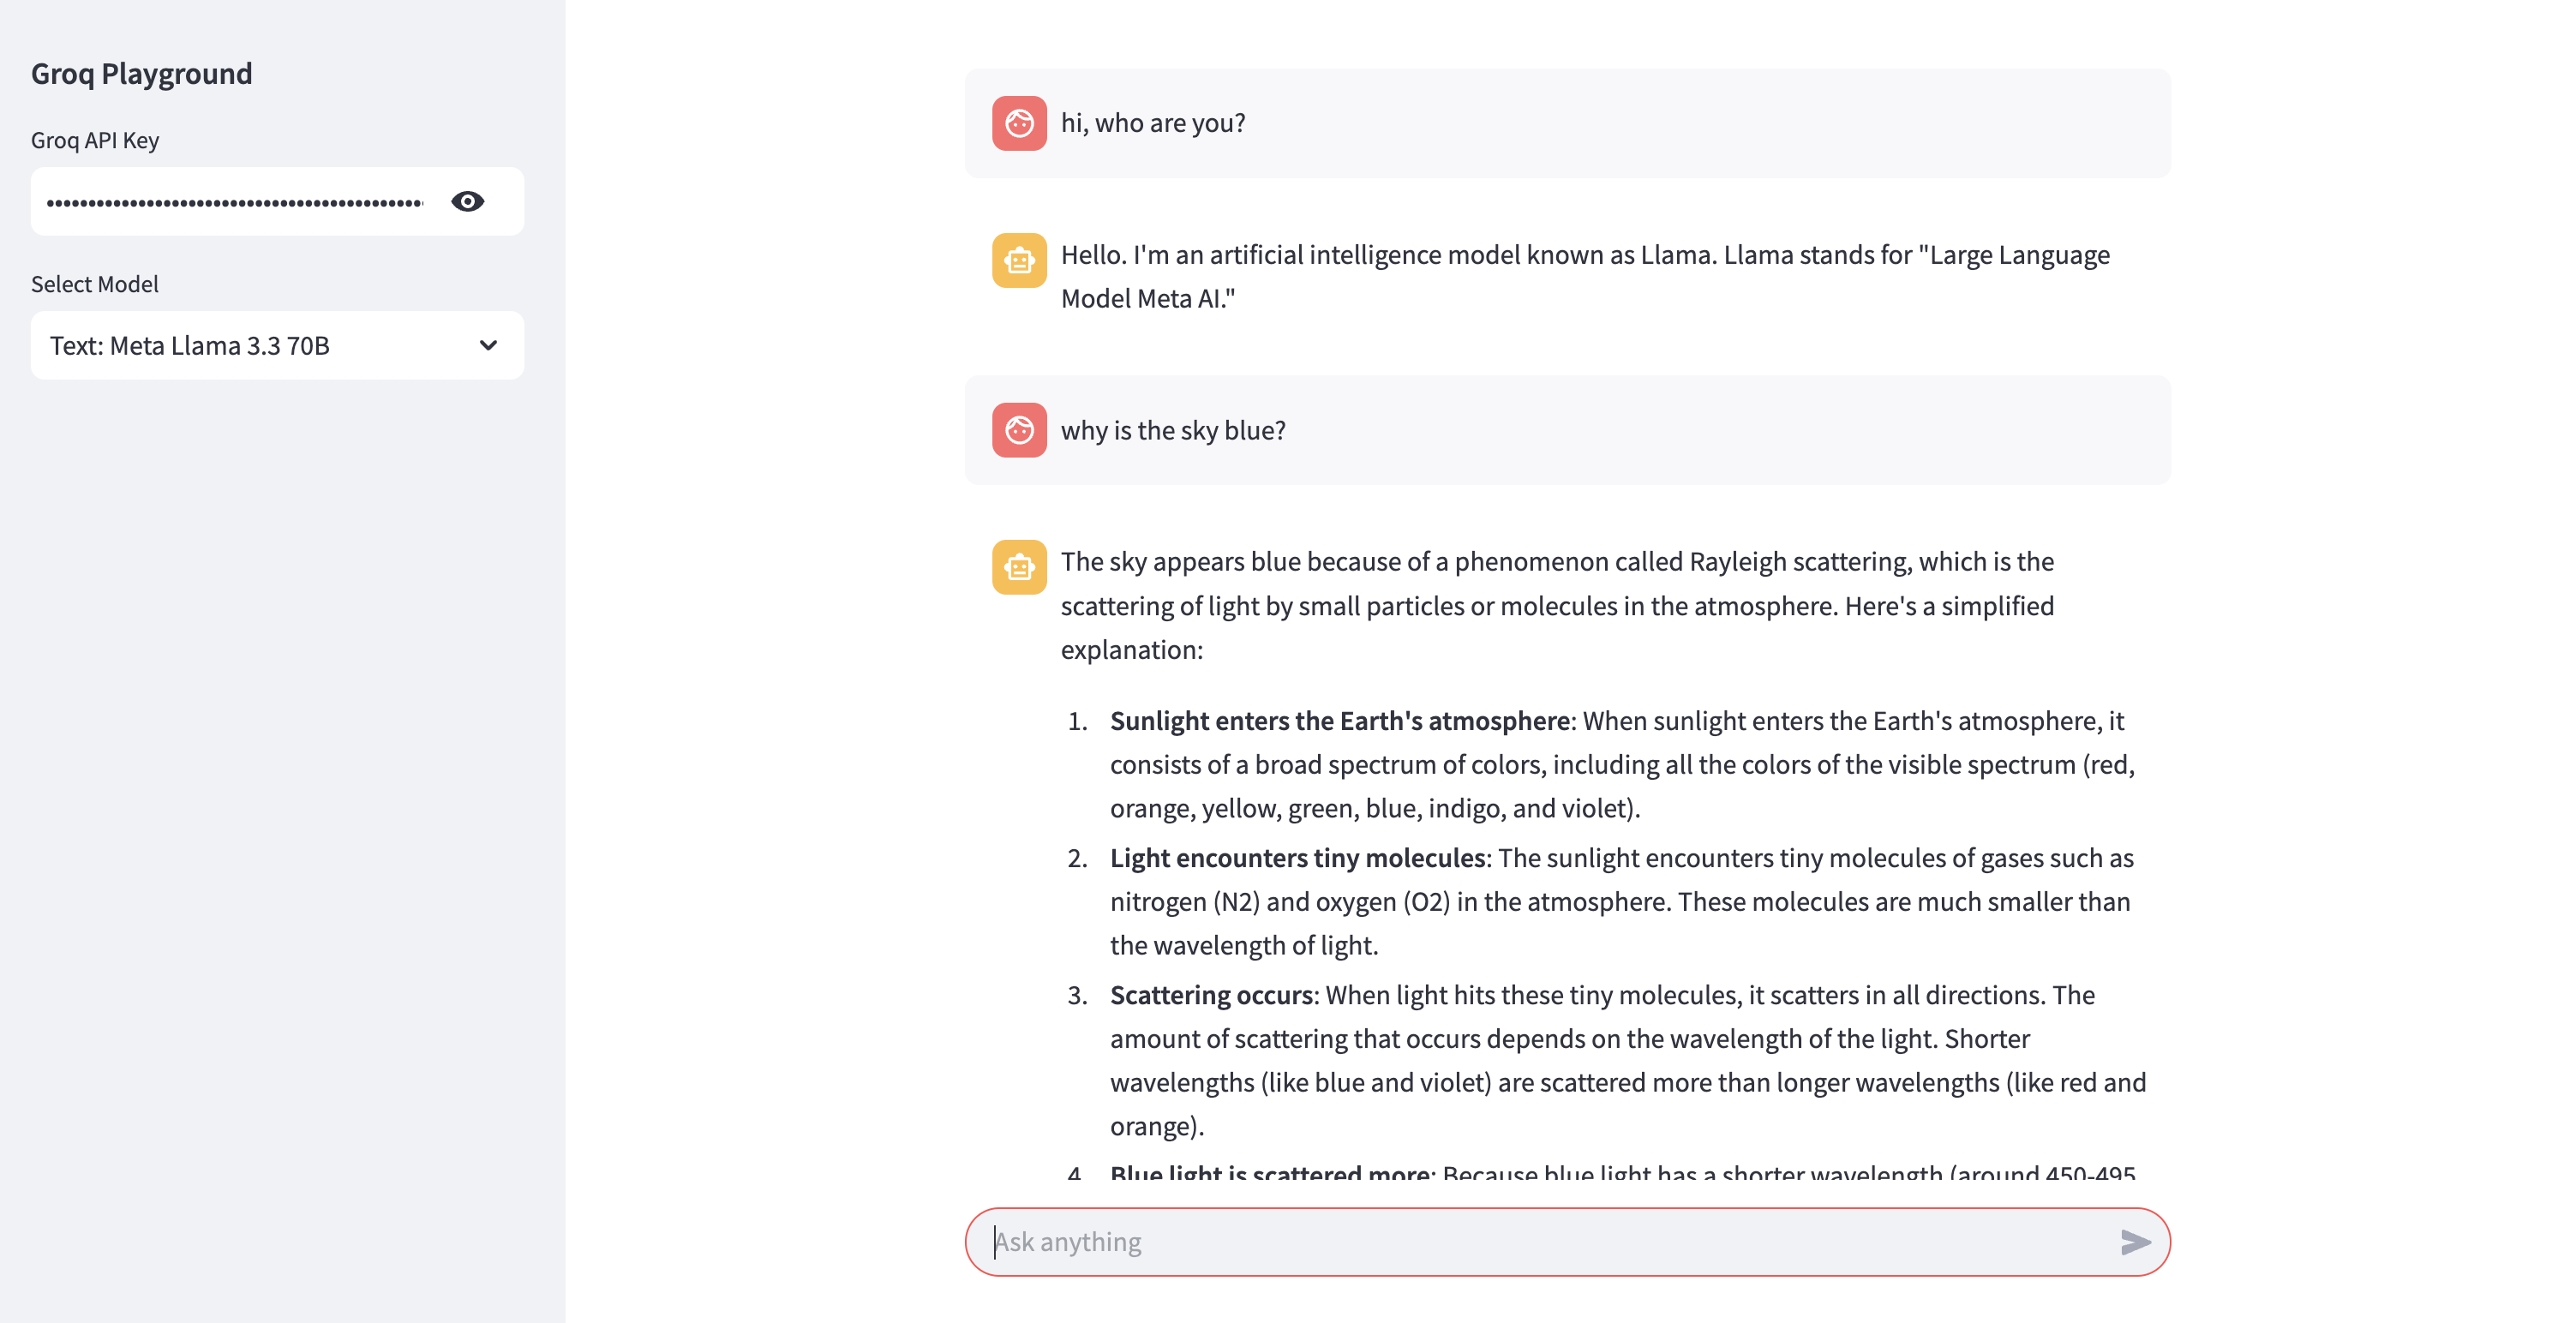 Groq Playground
Groq API Key
Select Model
Text: Meta Llama 3.3 70B
hi, who are you?
Hello. I'm an artificial intelligence model known as Llama. Llama stands for "Large Language
Model Meta AI."
why is the sky blue?
The sky appears blue because of a phenomenon called Rayleigh scattering, which is the
scattering of light by small particles or molecules in the atmosphere. Here's a simplified
explanation:
1. Sunlight enters the Earth's atmosphere: When sunlight enters the Earth's atmosphere, it
consists of a broad spectrum of colors, including all the colors of the visible spectrum (red,
orange, yellow, green, blue, indigo, and violet).
2. Light encounters tiny molecules: The sunlight encounters tiny molecules of gases such as
nitrogen (N2) and oxygen (O2) in the atmosphere. These molecules are much smaller than
the wavelength of light.
3. Scattering occurs: When light hits these tiny molecules, it scatters in all directions. The
amount of scattering that occurs depends on the wavelength of the light. Shorter
wavelengths (like blue and violet) are scattered more than longer wavelengths (like red and
orange).
4. Blue light is scattered more: Because blue light has a shorter wavelength (around 450-495
Ask anything